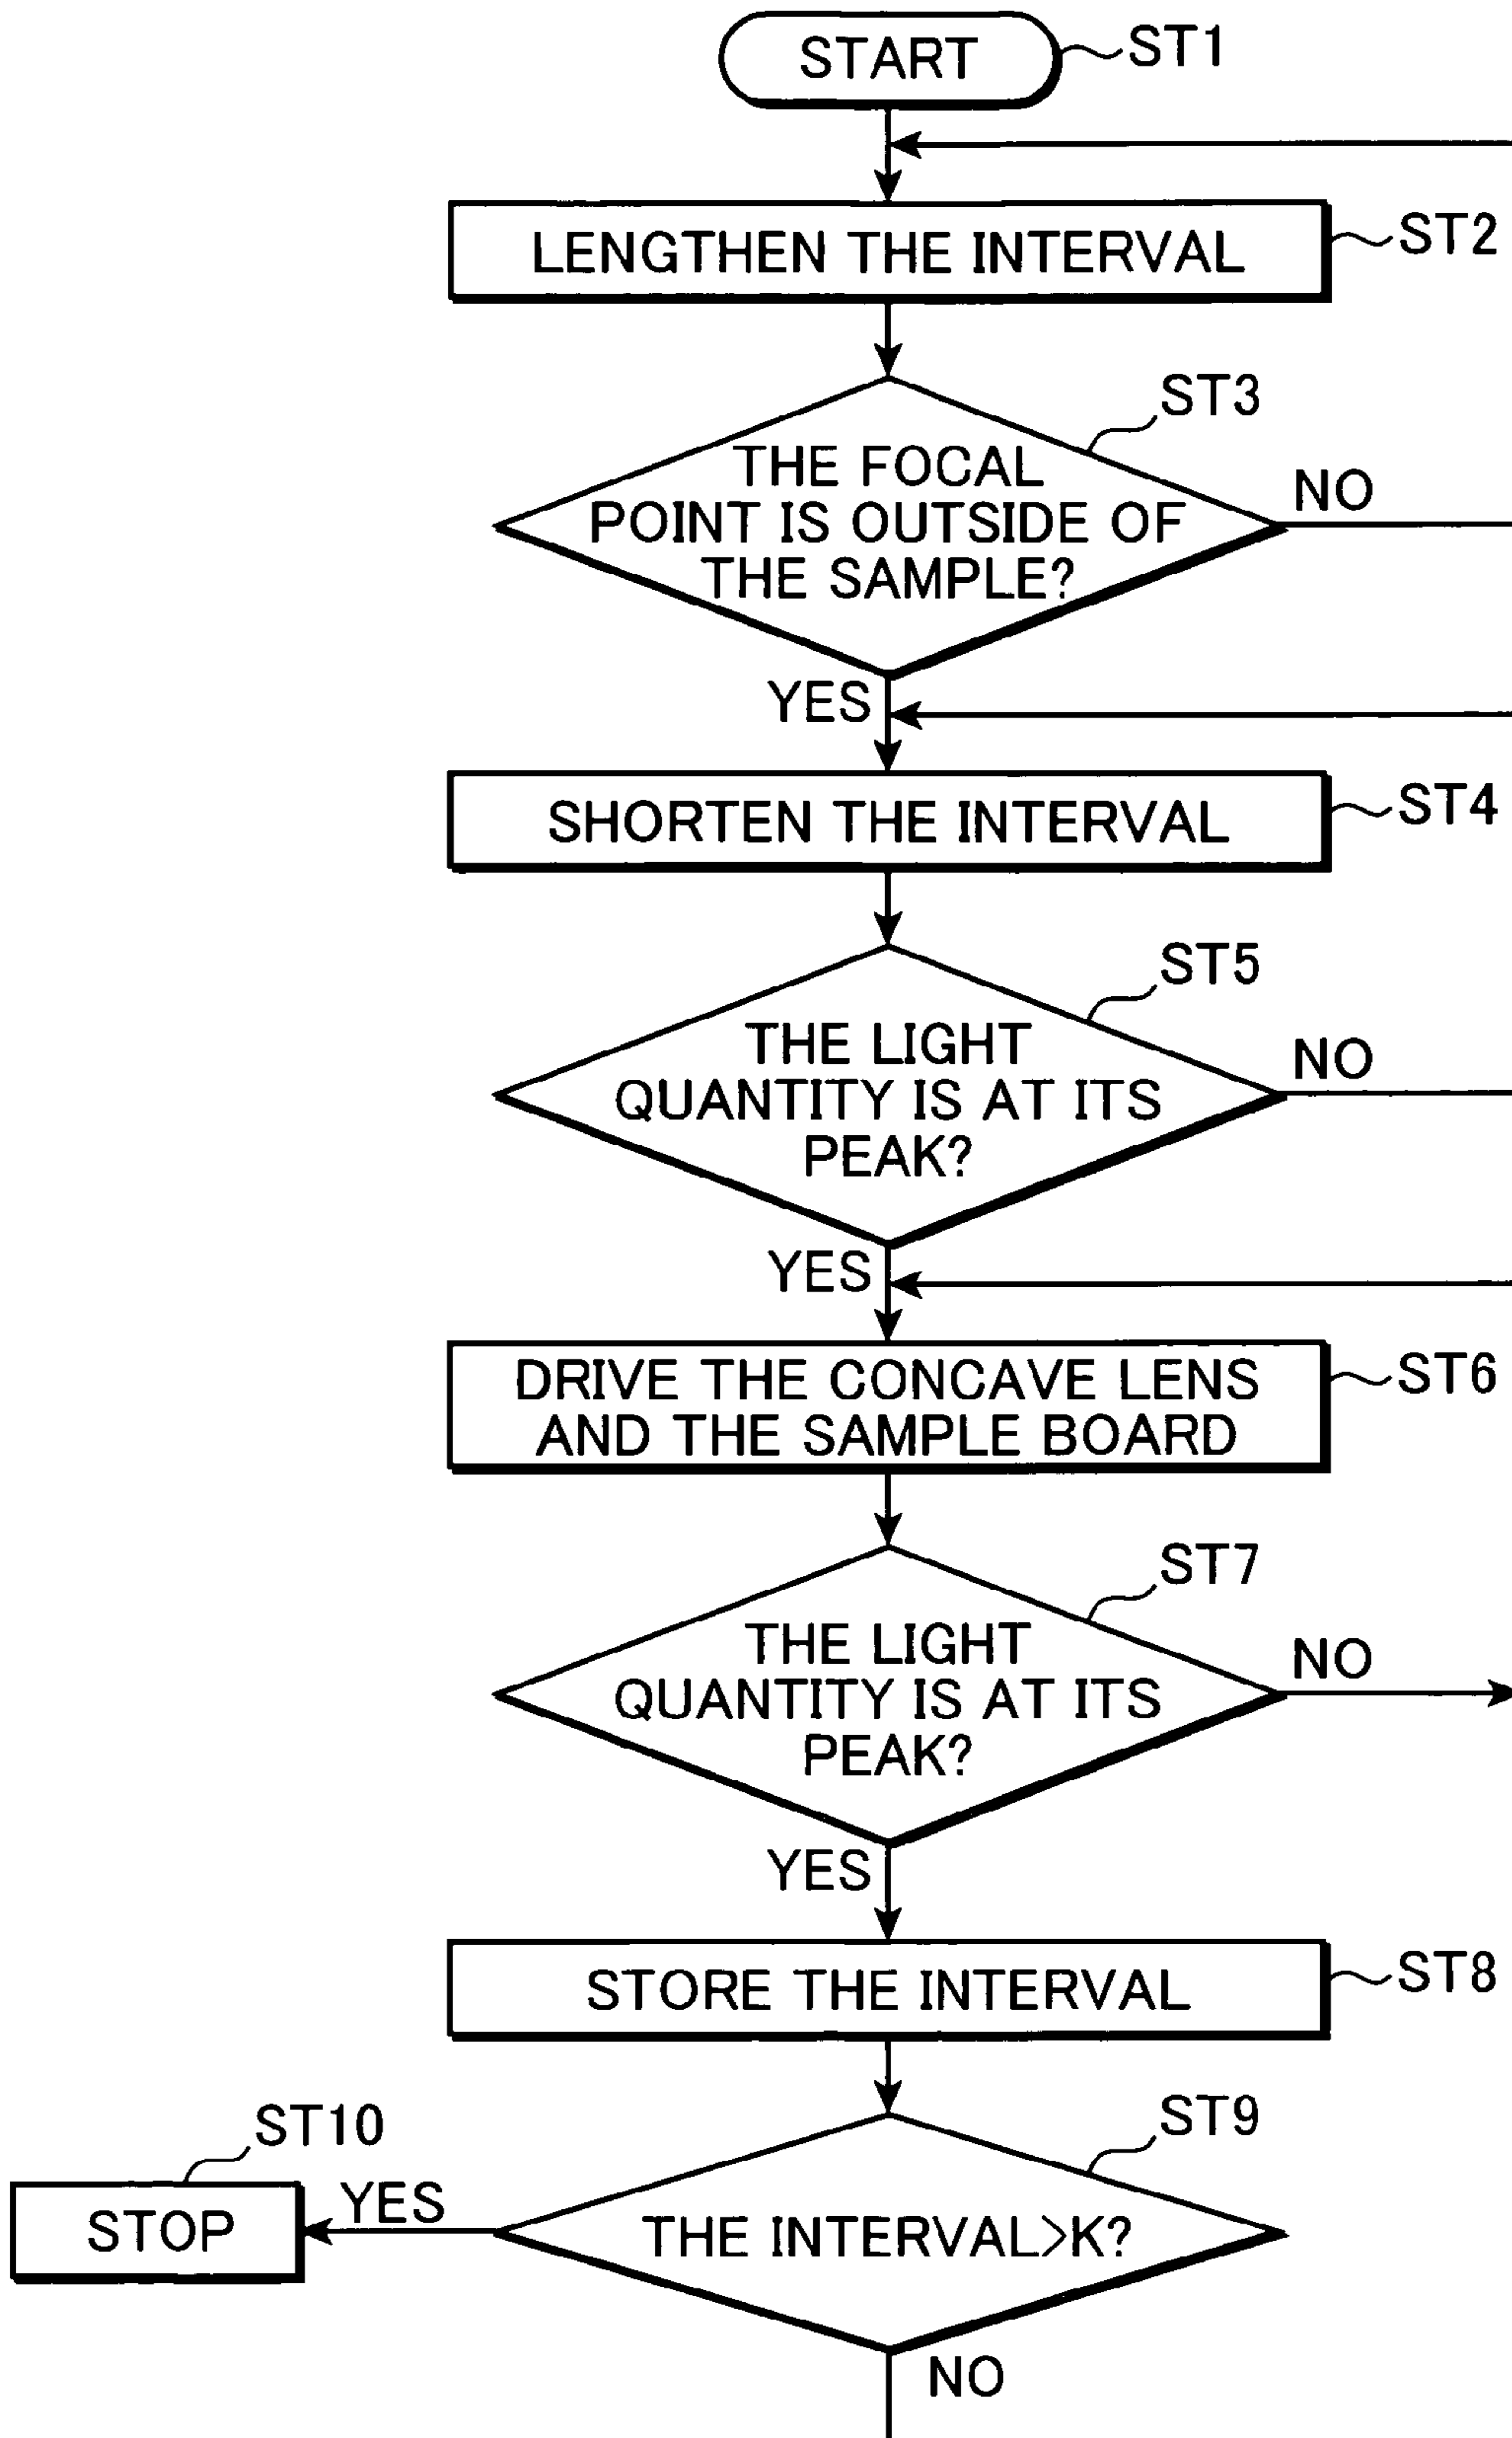 START
ST1
LENGTHEN THE INTERVAL
ST2
ST3
THE FOCAL
POINT IS OUTSIDE OF
THE SAMPLE?
NO
YES
SHORTEN THE INTERVAL
ST4
ST5
THE LIGHT
QUANTITY IS AT ITS
PEAK?
NO
YES
DRIVE THE CONCAVE LENS
AND THE SAMPLE BOARD
ST6
ST7
THE LIGHT
QUANTITY IS AT ITS
PEAK?
NO
YES
STORE THE INTERVAL
ST8
ST9
ST10
STOP
YES
THE INTERVAL>K?
NO